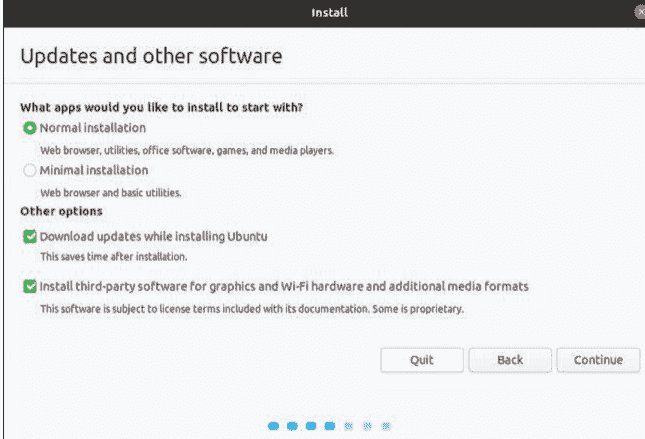 Install
Updates and other software
What apps would you like to install to start with?
Normal installation
Web browser, utilities, office software, games, and media players.
Minimal installation
Web browser and basic utilities.
Other options
Download updates while installing Ubuntu
This saves time after installation.
Install third-party software for graphics and Wi-Fi hardware and additional media formats
This software is subject to license terms included with its documentation. Some is proprietary.
Quit Back Continue